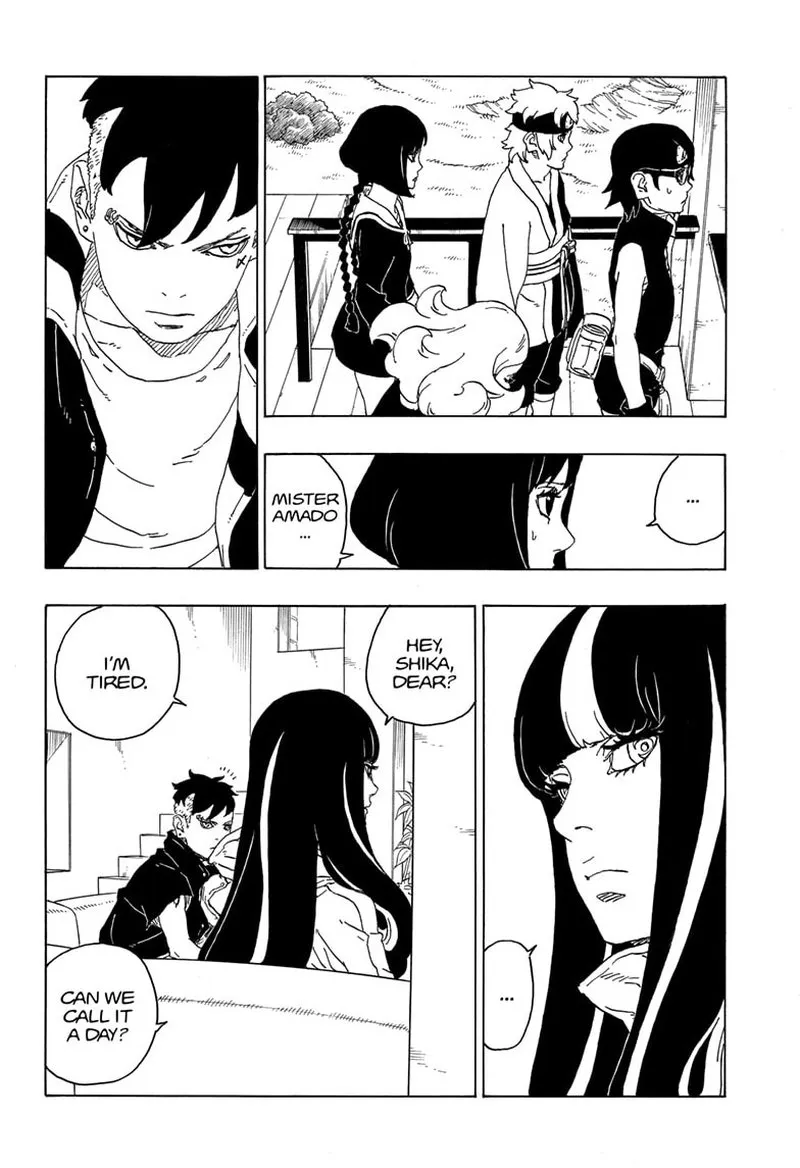 ...
MISTER
AMADO
...
...
HEY,
SHIKA,
DEAR?
I'M
TIRED.
CAN WE
CALL IT
A DAY?